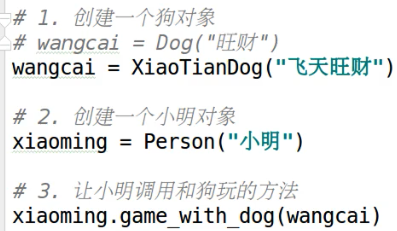 # 1. 创建一个狗对象
# wangcai = Dog("旺财")
wangcai = XiaoTianDog("飞天旺财")
# 2. 创建一个小明对象
xiaoming = Person("小明")
# 3. 让小明调用和狗玩的方法
xiaoming.game_with_dog(wangcai)